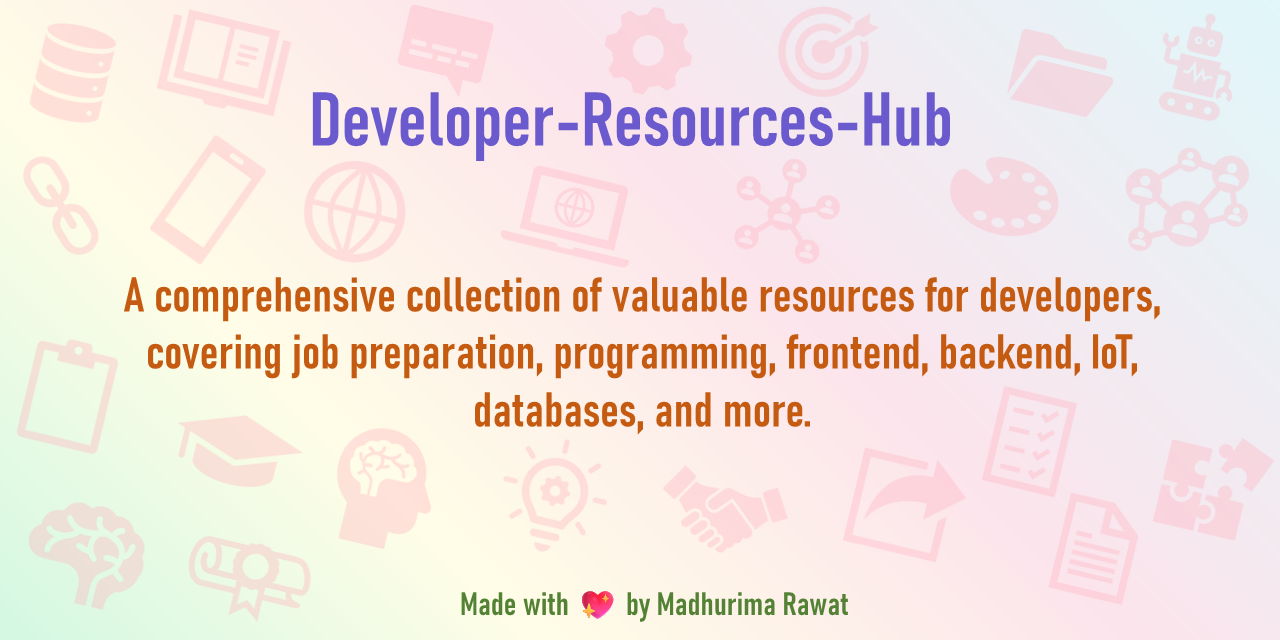 Developer-Resources-Hub
A comprehensive collection of valuable resources for developers,
covering job preparation, programming, frontend, backend, IoT,
databases, and more.
Made with 💖 by Madhurima Rawat